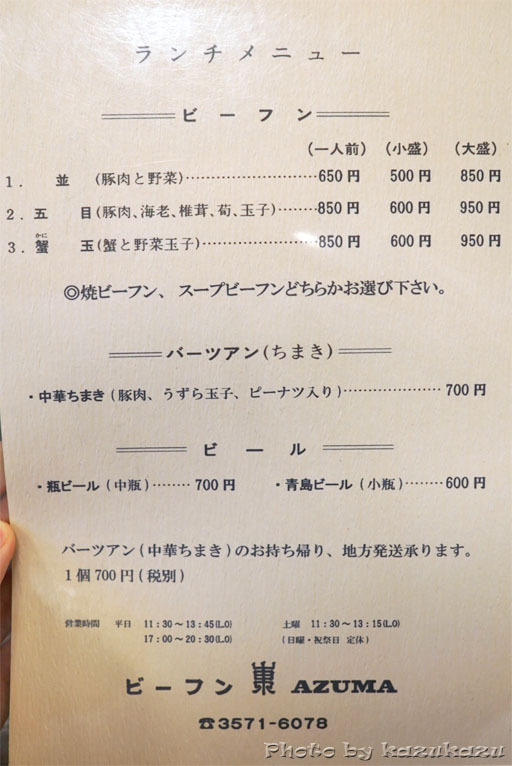 ランチメニュー
ビーフン
(一人前) (小盛) (大盛)
1. 並 (豚肉と野菜)‥‥‥‥‥‥‥650円 500円 850円
2. 五目(豚肉、海老、椎茸、筍、玉子)‥‥‥850円 600円 950円
かに
3. 蟹玉(蟹と野菜玉子)‥‥‥‥‥‥850円 600円 950円
◎焼ビーフン、スープビーフンどちらかお選び下さい。
バーツアン(ちまき)
・中華ちまき(豚肉、うずら玉子、ピーナツ入り)‥‥‥‥‥700円
ビール
・瓶ビール(中瓶)‥‥‥700円 ・青島ビール(小瓶)‥‥‥600円
バーツアン(中華ちまき)のお持ち帰り、地方発送承ります。
1個700円(税別)
営業時間 平日 11:30〜13:45(L.O) 土曜 11:30〜13:15(L.O)
17:00〜20:30(L.O) (日曜・祝祭日 定休)
ビーフン 東 AZUMA
☎3571-6078
Photo by kazukazu